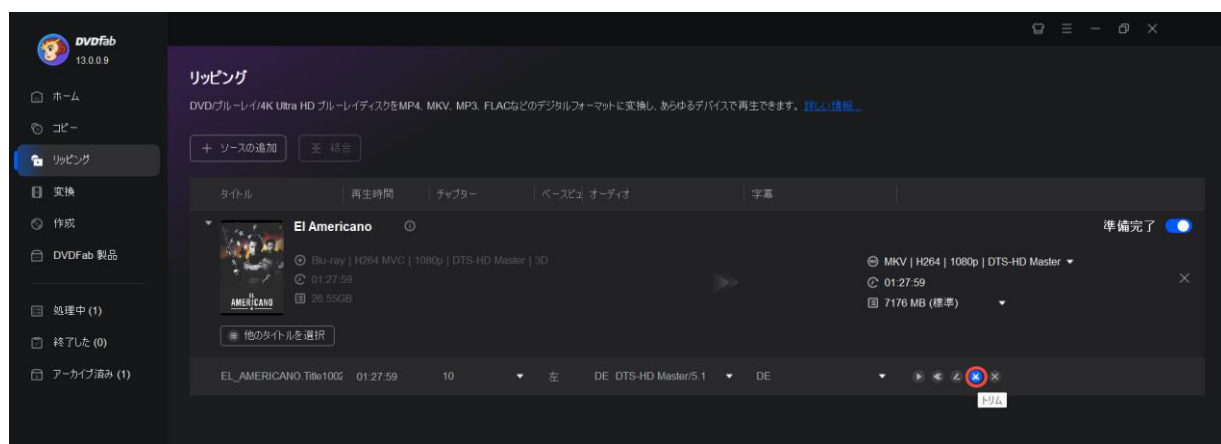 DVDfab
13.0.0.9
ホーム
コピー
リッピング
変換
作成
DVDFab 製品
処理中 (1)
終了した (0)
アーカイブ済み (1)
リッピング
DVD/ブルーレイ/4K Ultra HD ブルーレイディスクをMP4、MKV、MP3、FLACなどのデジタルフォーマットに変換し、あらゆるデバイスで再生できます。 詳しい情報...
+ ソースの追加 結合
タイトル 再生時間 チャプター ベースビュ オーディオ 字幕
El Americano 準備完了
Blu-ray | H264 MVC | 1080p | DTS-HD Master | 3D
01:27:59
26.55GB
AMERICANO
MKV | H264 | 1080p | DTS-HD Master
01:27:59
7176 MB (標準)
他のタイトルを選択
EL_AMERICANO.Title1002 01:27:59 10 左 DE DTS-HD Master/5.1 DE
トリム